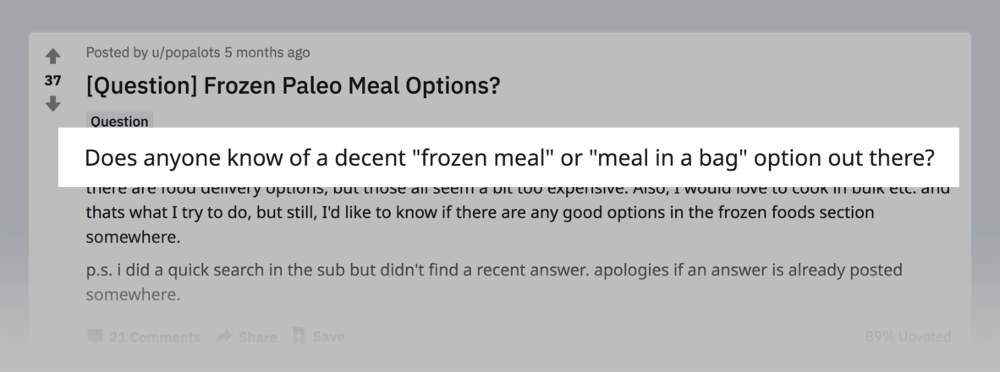 Posted by u/popalots 5 months ago
37
[Question] Frozen Paleo Meal Options?
Question
Does anyone know of a decent "frozen meal" or "meal in a bag" option out there?
there are food delivery options, but those all seem a bit too expensive. Also, I would love to cook in bulk etc. and
thats what I try to do, but still, I'd like to know if there are any good options in the frozen foods section
somewhere.
p.s. i did a quick search in the sub but didn't find a recent answer. apologies if an answer is already posted
somewhere.
21 Comments Share Save 89% Upvoted